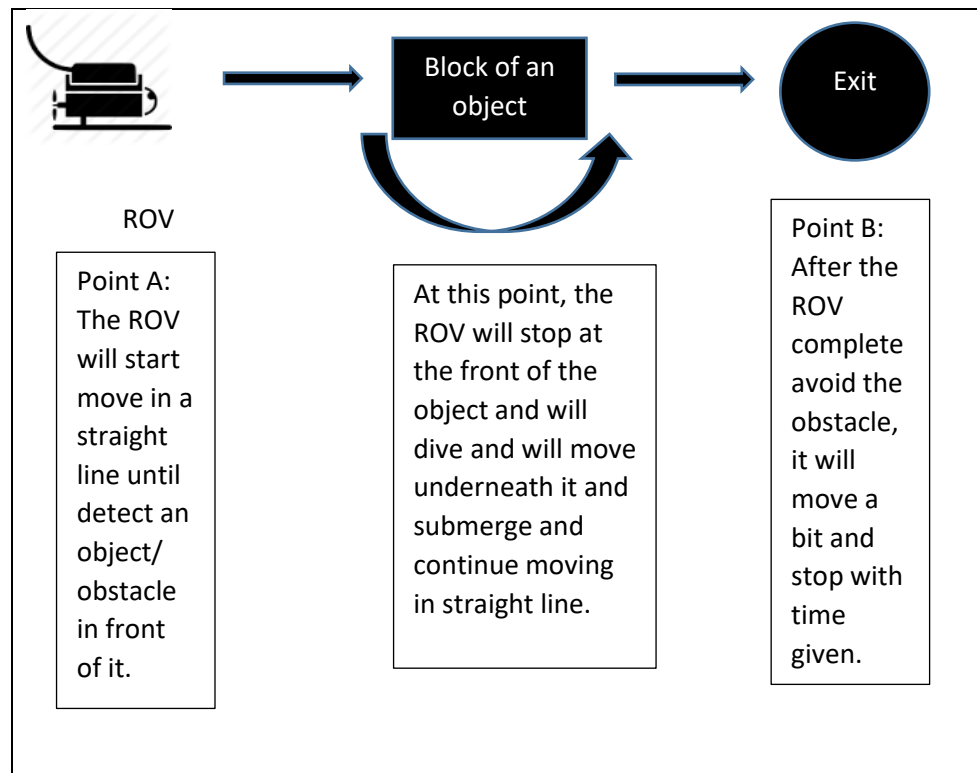 Block of an
object
Exit
ROV
Point A:
The ROV
will start
move in a
straight
line until
detect an
object/
obstacle
in front
of it.
At this point, the
ROV will stop at
the front of the
object and will
dive and will move
underneath it and
submerge and
continue moving
in straight line.
Point B:
After the
ROV
complete
avoid the
obstacle,
it will
move a
bit and
stop with
time
given.